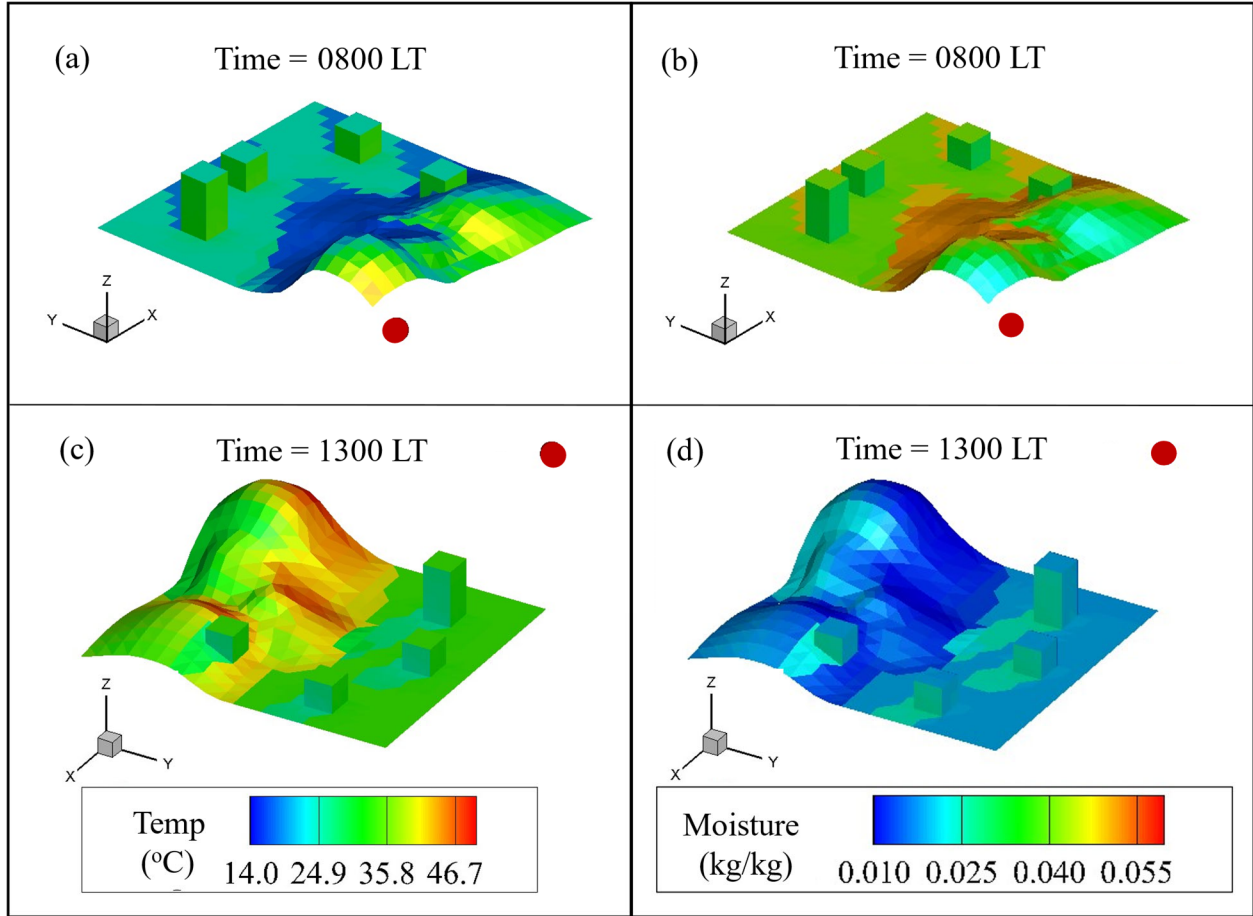 (a) Time = 0800 LT
Z
Y X
(b) Time = 0800 LT
Z
Y X
(c) Time = 1300 LT
Z
X Y
Temp
(°C)
14.0 24.9 35.8 46.7
(d) Time = 1300 LT
Z
X Y
Moisture
(kg/kg)
0.010 0.025 0.040 0.055